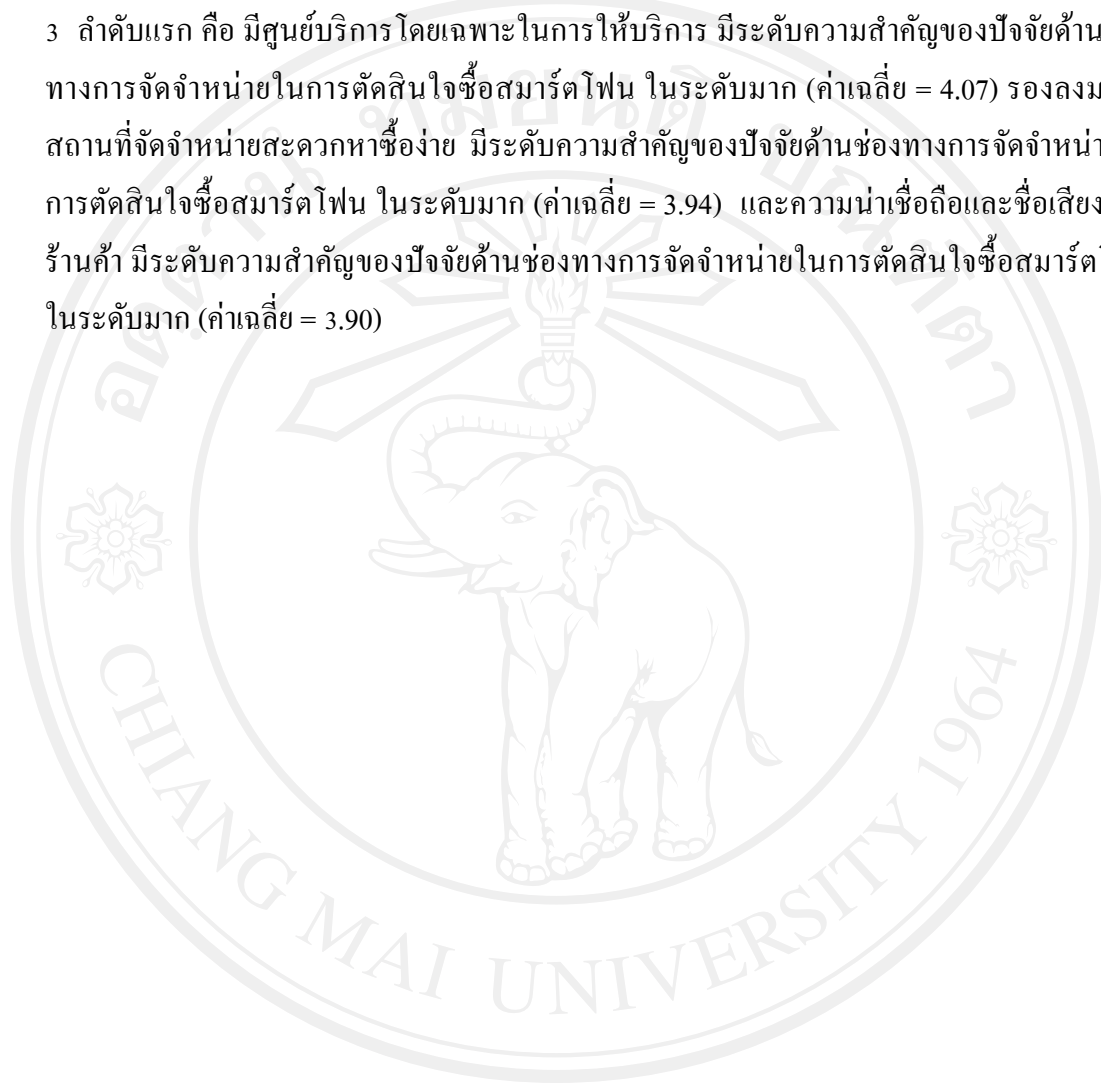 3 ลำดับแรก คือ มีศูนย์บริการโดยเฉพาะในการให้บริการ มีระดับความสำคัญของปัจจัยด้าน
ทางการจัดจำหน่ายในการตัดสินใจซื้อสมาร์ตโฟน ในระดับมาก (ค่าเฉลี่ย = 4.07) รองลงม
สถานที่จัดจำหน่ายสะดวกหาซื้อง่าย มีระดับความสำคัญของปัจจัยด้านช่องทางการจัดจำหน่า
การตัดสินใจซื้อสมาร์ตโฟน ในระดับมาก (ค่าเฉลี่ย = 3.94) และความน่าเชื่อถือและชื่อเสียง
ร้านค้า มีระดับความสำคัญของปัจจัยด้านช่องทางการจัดจำหน่ายในการตัดสินใจซื้อสมาร์ตโ
ในระดับมาก (ค่าเฉลี่ย = 3.90)
CHIANG MAI UNIVERSITY 1964